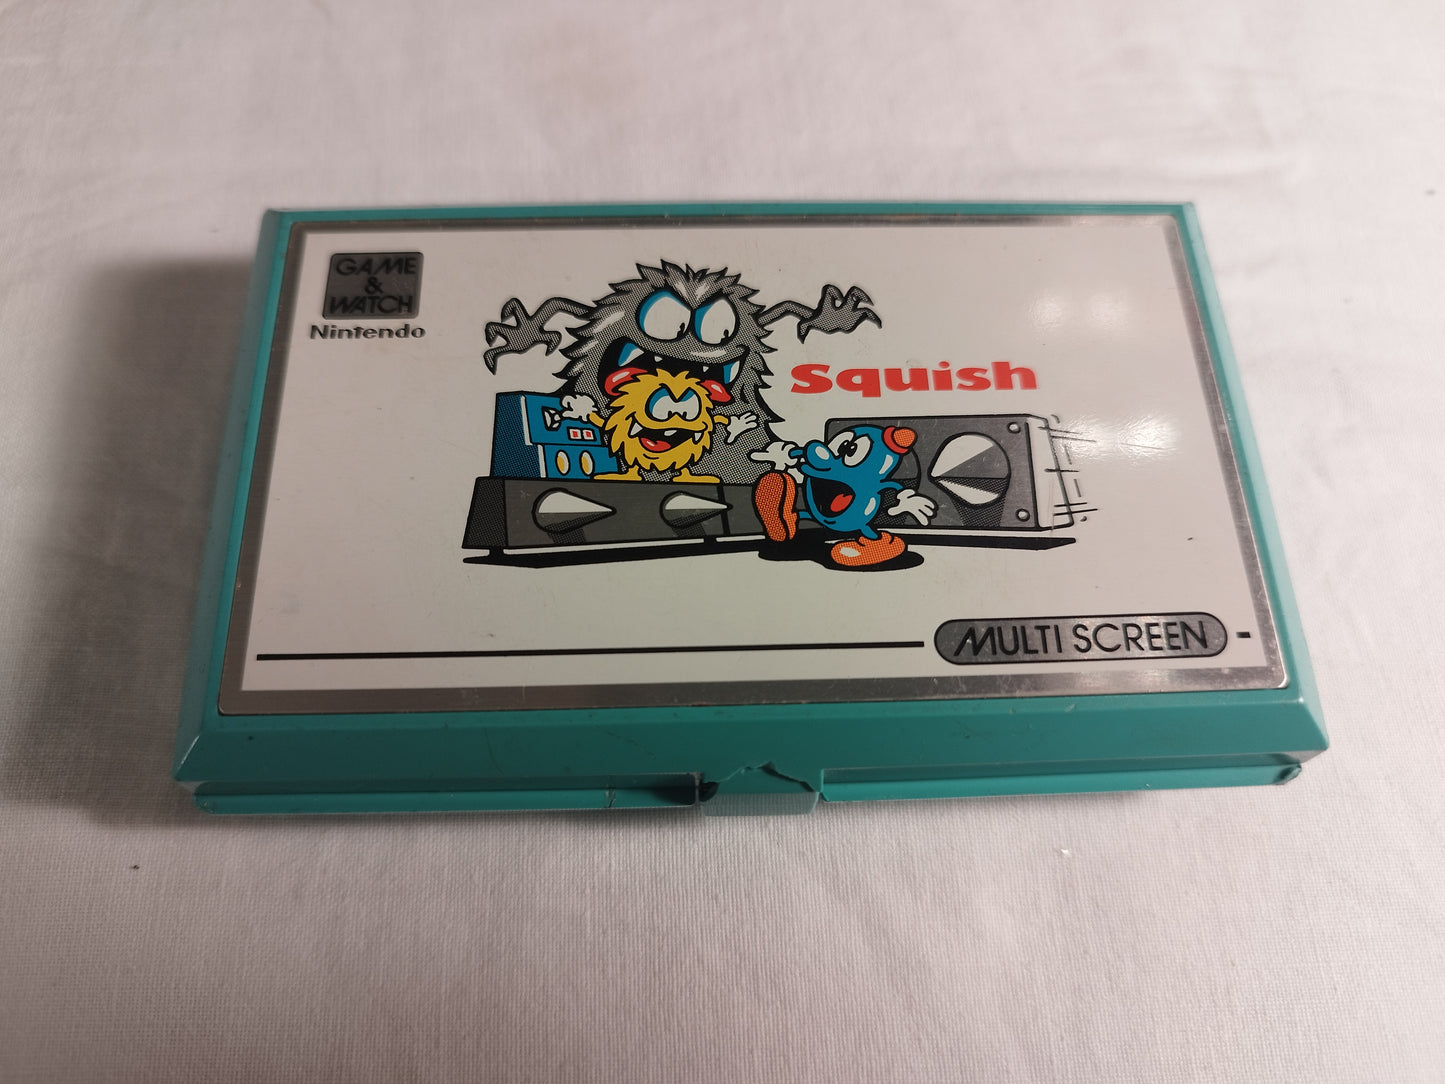 GAME
&
WATCH
Nintendo
Squish
MULTI SCREEN